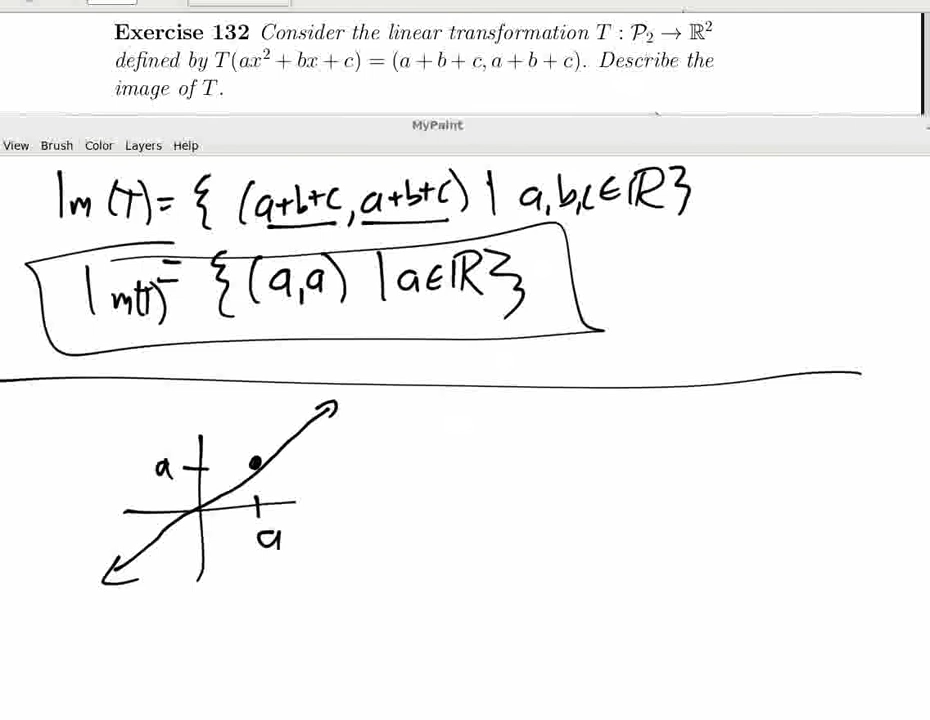 Exercise 132 Consider the linear transformation T : P₂ → ℝ²
defined by T(ax² + bx + c) = (a + b + c, a + b + c). Describe the
image of T.
MyPaint
View Brush Color Layers Help
Im (T) = { (a+b+c, a+b+c) | a,b,c ∈ ℝ}
Im(T) = {(a,a) | a∈ℝ}
a
a